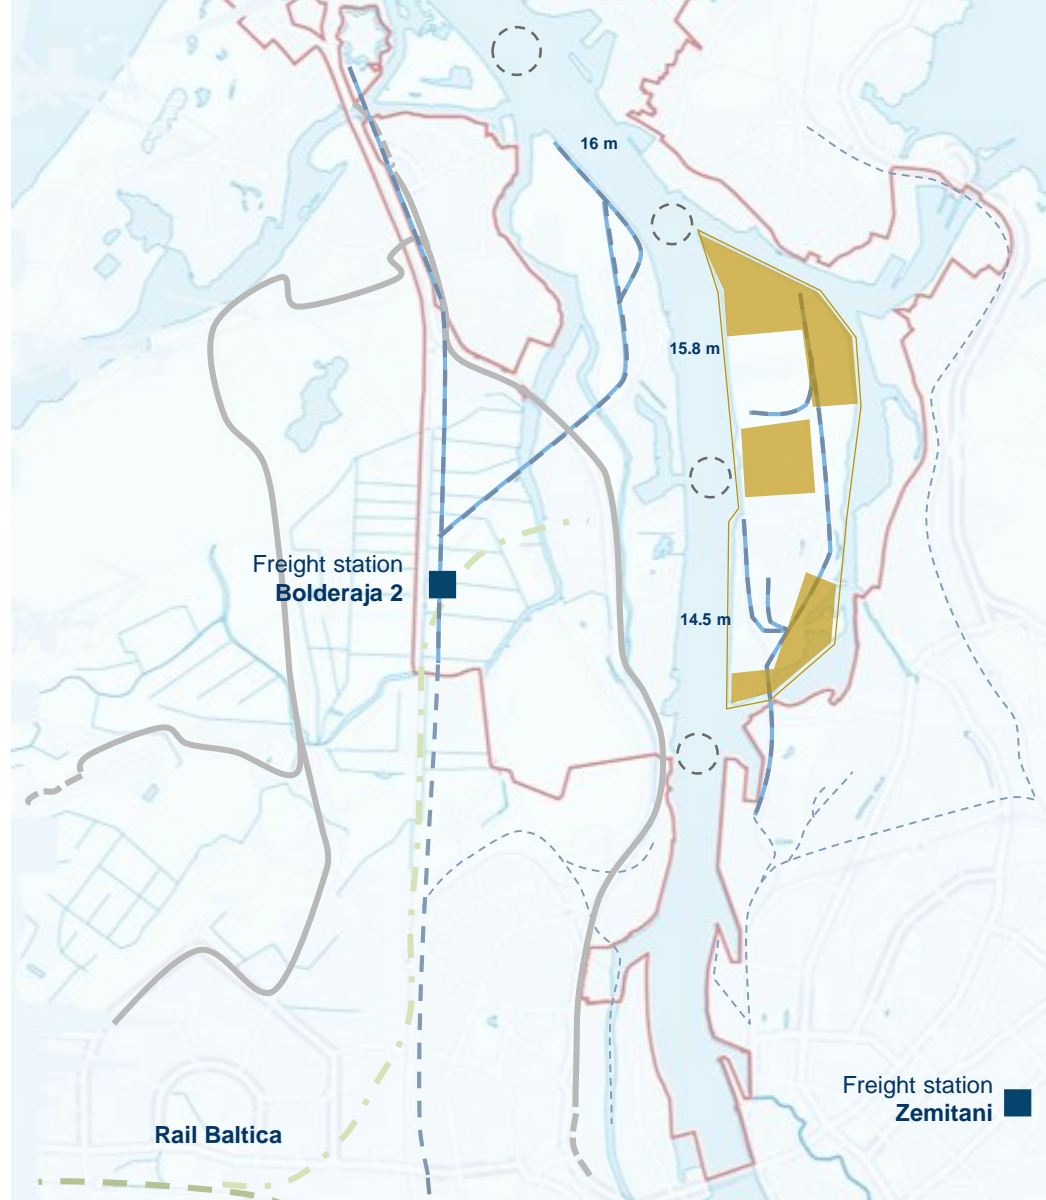 16 m
15.8 m
Freight station
Bolderaja 2
14.5 m
Freight station
Zemitani
Rail Baltica